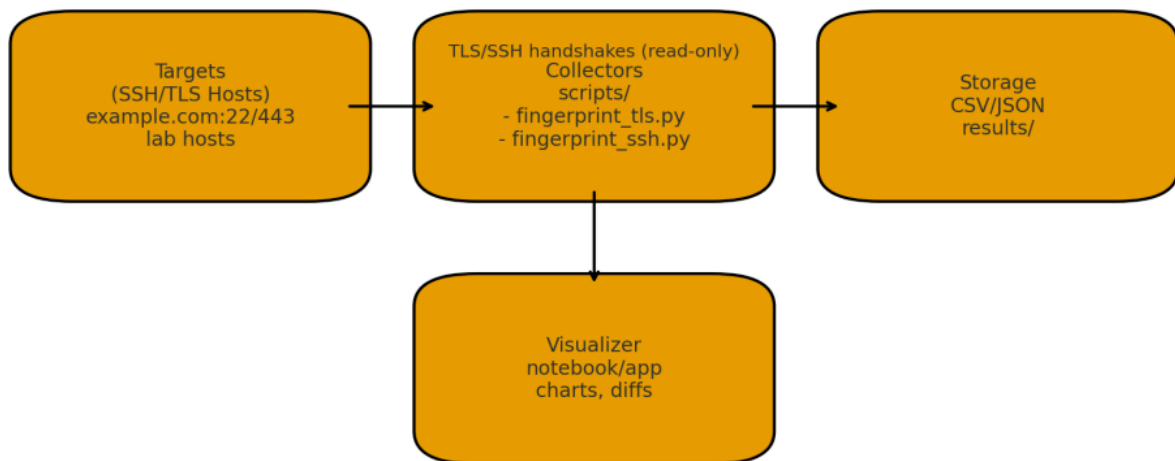 Targets
(SSH/TLS Hosts)
example.com:22/443
lab hosts
TLS/SSH handshakes (read-only)
Collectors
scripts/
- fingerprint_tls.py
- fingerprint_ssh.py
Storage
CSV/JSON
results/
Visualizer
notebook/app
charts, diffs